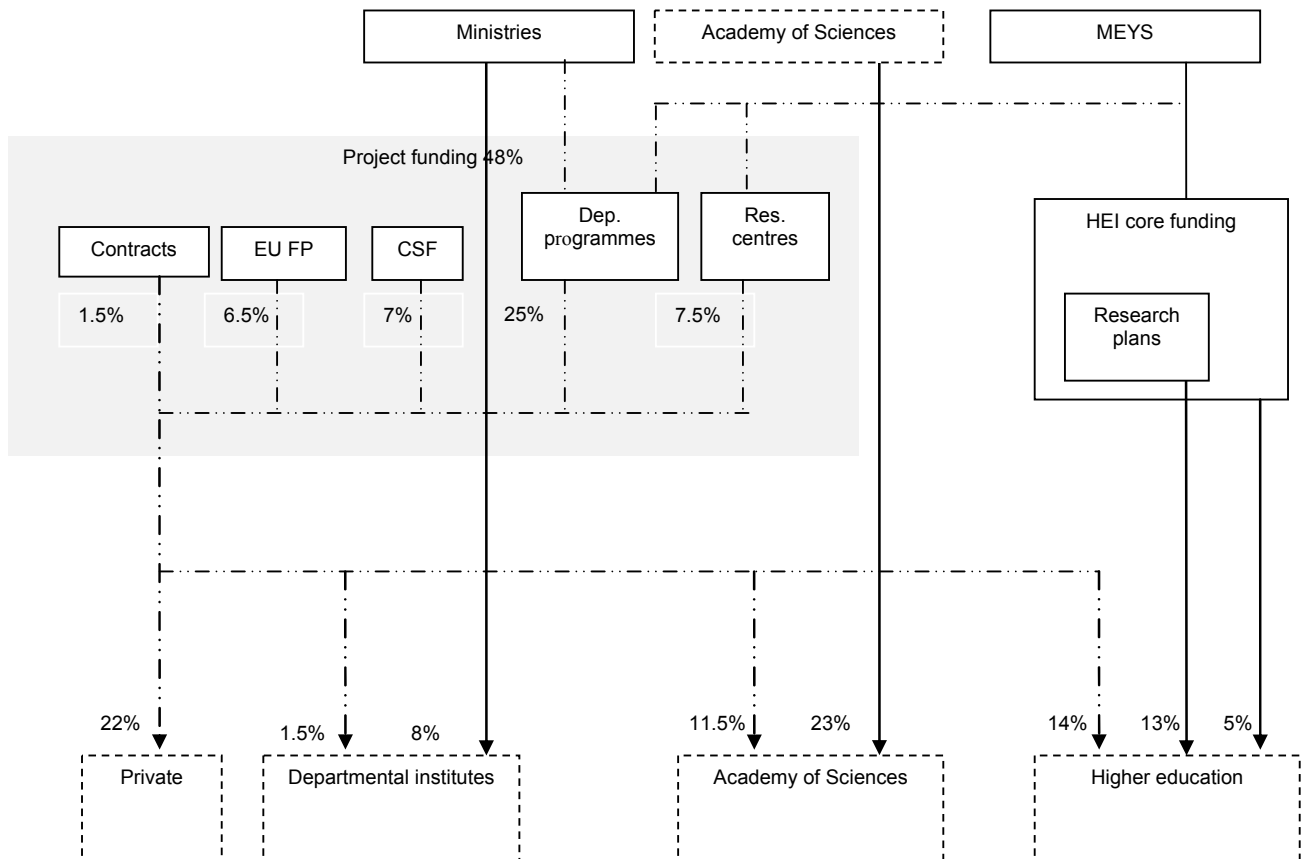 Ministries
Academy of Sciences
MEYS
Project funding 48%
Dep.
programmes
Res.
centres
HEI core funding
Contracts
EU FP
CSF
1.5%
6.5%
7%
25%
7.5%
Research
plans
22%
1.5%
8%
11.5%
23%
14%
13%
5%
Private
Departmental institutes
Academy of Sciences
Higher education